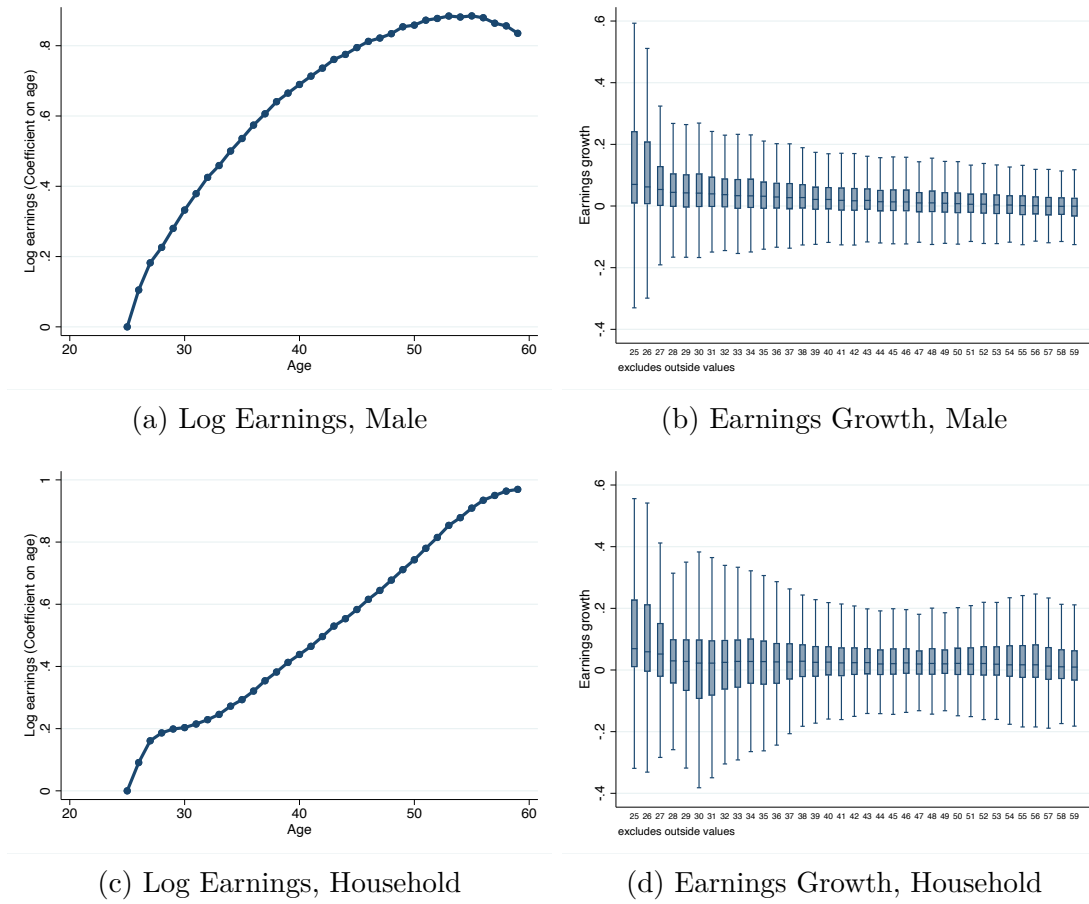 Log earnings (Coefficient on age)
.8
.6
.4
.2
0
20 30 40 50 60
Age
(a) Log Earnings, Male
Earnings growth
.6
.4
.2
0
-.2
-.4
25 26 27 28 29 30 31 32 33 34 35 36 37 38 39 40 41 42 43 44 45 46 47 48 49 50 51 52 53 54 55 56 57 58 59
excludes outside values
(b) Earnings Growth, Male
Log earnings (Coefficient on age)
1
.8
.6
.4
.2
0
20 30 40 50 60
Age
(c) Log Earnings, Household
Earnings growth
.6
.4
.2
0
-.2
-.4
25 26 27 28 29 30 31 32 33 34 35 36 37 38 39 40 41 42 43 44 45 46 47 48 49 50 51 52 53 54 55 56 57 58 59
excludes outside values
(d) Earnings Growth, Household